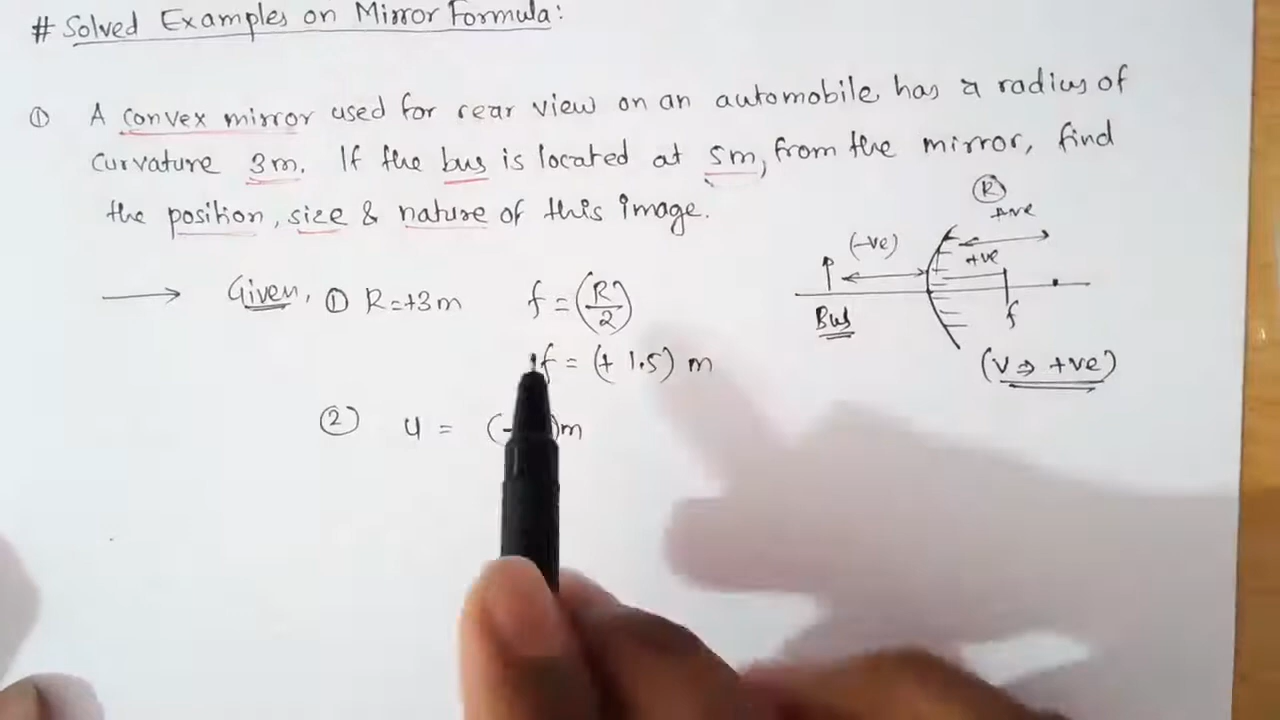 # Solved Examples on Mirror Formula:
① A convex mirror used for rear view on an automobile has a radius of
curvature 3m. If the bus is located at 5m, from the mirror, find
the position, size & nature of this image.
Given, ① R=+3m f = (R/2)
f = (+ 1.5) m
② u = (- )m
R
+ve
(-ve)
+ve
Bus
f
(v ⇒ +ve)